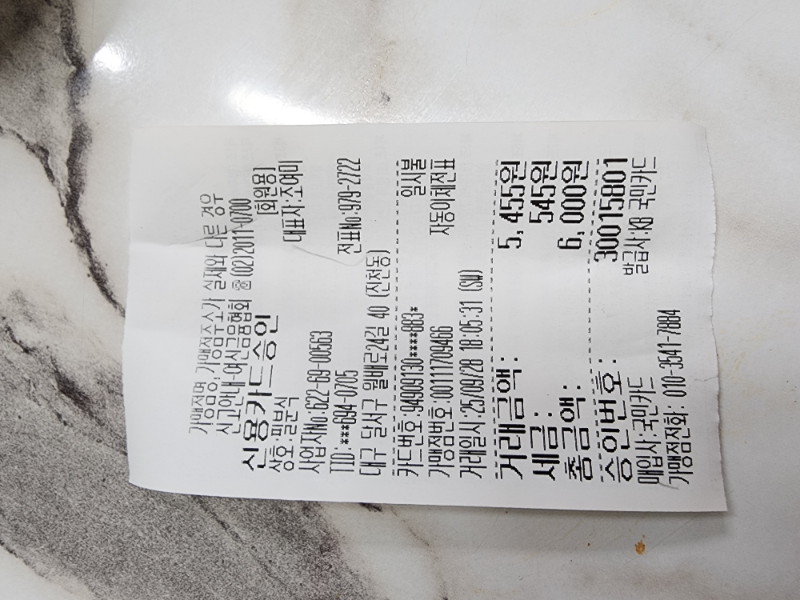 가맹점명, 가맹점주소가 실제와 다른 경우
신고안내-여신금융협회 ☎(02)2011-0700
신용카드승인 [회원용]
상호: 대표자:조예미
사업자No:622-69-00563
TID:***694-0705 전표No:979-2722
대구 달서구 월배로24길 40 (진천동)
카드번호:94909130****883* 일시불
가맹점번호:00111709466 자동이체전표
거래일시:25/09/28 18:05:31 (SW)
거래금액: 5,455원
세금: 545원
총금액: 6,000원
승인번호: 30015801
매입사:국민카드 발급사:KB 국민카드
가맹점전화: 010-3541-7884